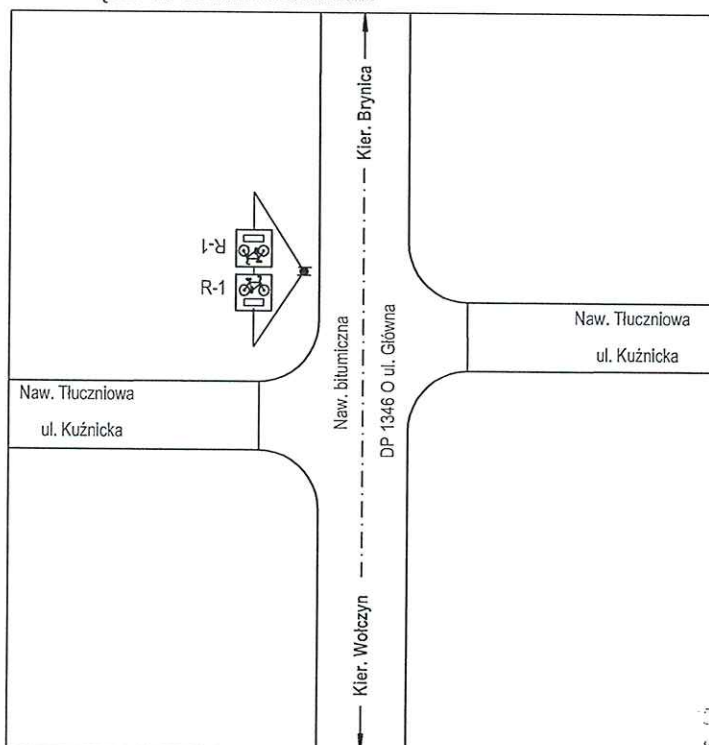 Kier. Brynica
R-1
R-1
Naw. bitumiczna
DP 1346 O ul. Główna
Naw. Tłuczniowa
ul. Kuźnicka
Naw. Tłuczniowa
ul. Kuźnicka
Kier. Wołczyn